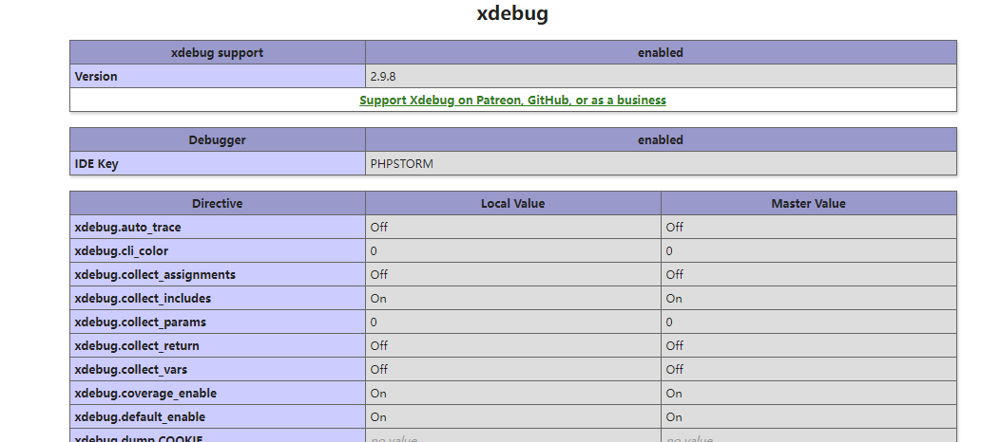 xdebug
xdebug support enabled
Version 2.9.8
Support Xdebug on Patreon, GitHub, or as a business
Debugger enabled
IDE Key PHPSTORM
Directive Local Value Master Value
xdebug.auto_trace Off Off
xdebug.cli_color 0 0
xdebug.collect_assignments Off Off
xdebug.collect_includes On On
xdebug.collect_params 0 0
xdebug.collect_return Off Off
xdebug.collect_vars Off Off
xdebug.coverage_enable On On
xdebug.default_enable On On
xdebug.dump.COOKIE no value no value